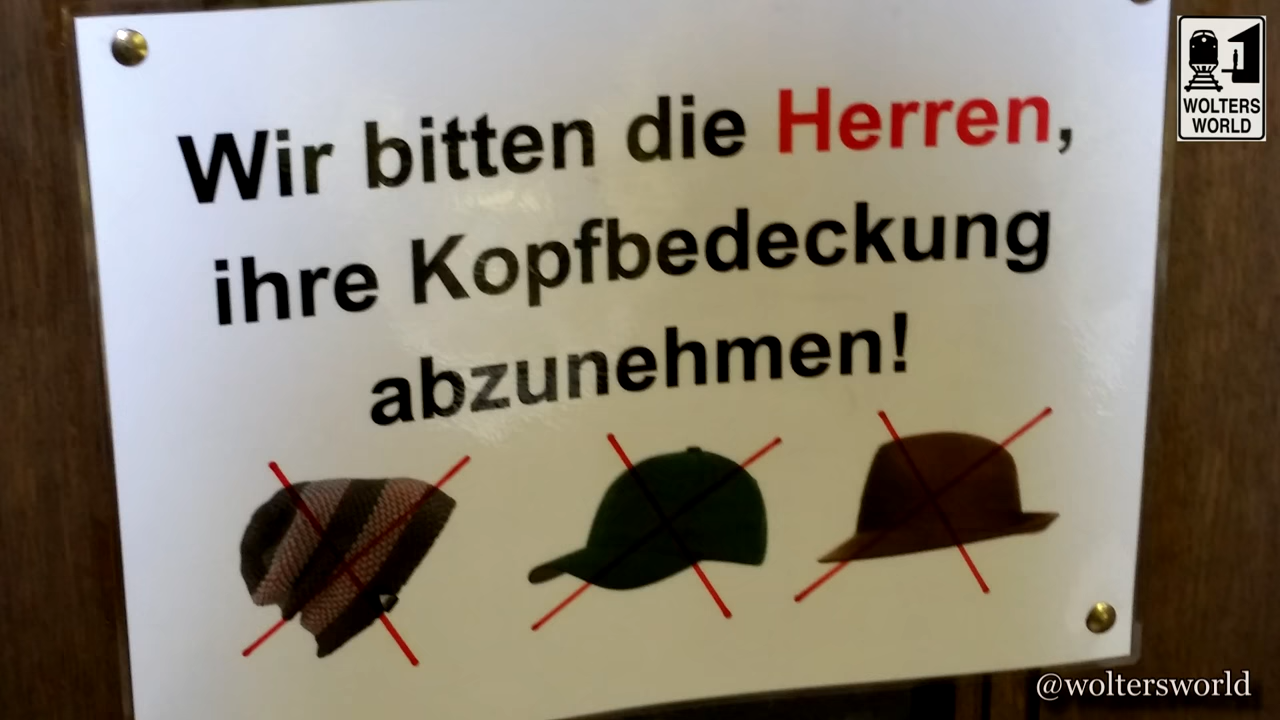 Wir bitten die Herren,
ihre Kopfbedeckung
abzunehmen!
WOLTERS
WORLD
@woltersworld